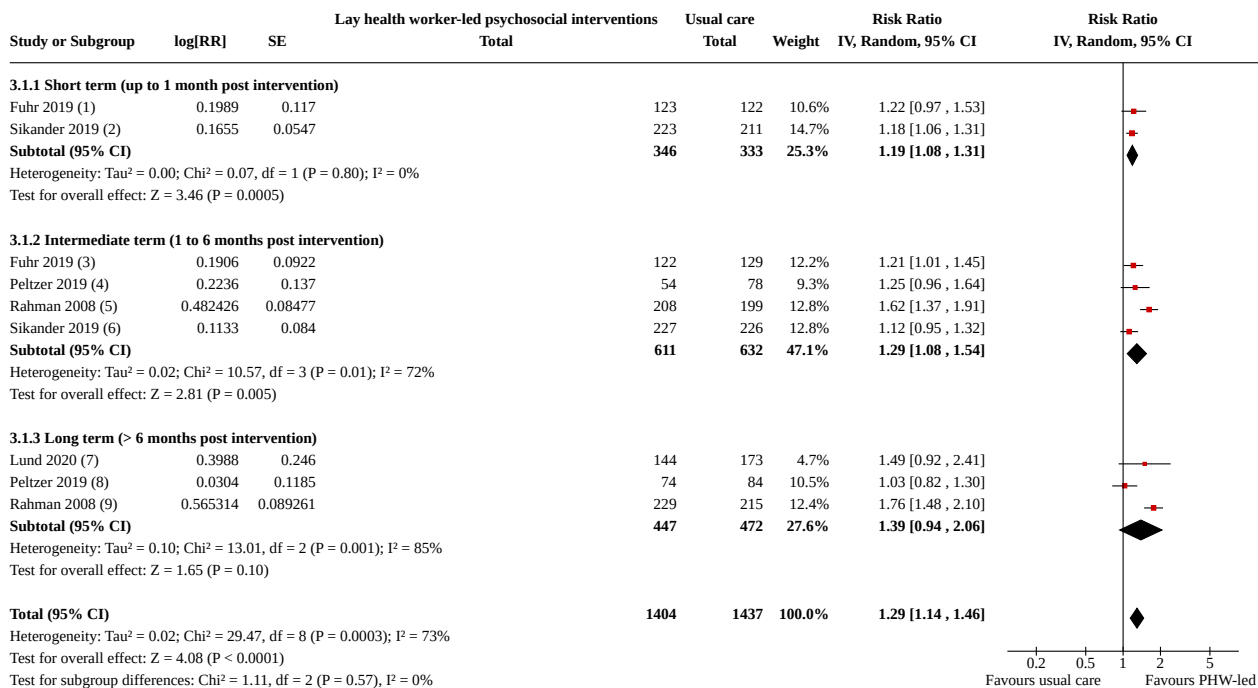 Lay health worker-led psychosocial interventions Usual care Risk Ratio Risk Ratio
Study or Subgroup log[RR] SE Total Total Weight IV, Random, 95% CI IV, Random, 95% CI
3.1.1 Short term (up to 1 month post intervention)
Fuhr 2019 (1) 0.1989 0.117 123 122 10.6% 1.22 [0.97 , 1.53]
Sikander 2019 (2) 0.1655 0.0547 223 211 14.7% 1.18 [1.06 , 1.31]
Subtotal (95% CI) 346 333 25.3% 1.19 [1.08 , 1.31]
Heterogeneity: Tau² = 0.00; Chi² = 0.07, df = 1 (P = 0.80); I² = 0%
Test for overall effect: Z = 3.46 (P = 0.0005)
3.1.2 Intermediate term (1 to 6 months post intervention)
Fuhr 2019 (3) 0.1906 0.0922 122 129 12.2% 1.21 [1.01 , 1.45]
Peltzer 2019 (4) 0.2236 0.137 54 78 9.3% 1.25 [0.96 , 1.64]
Rahman 2008 (5) 0.482426 0.08477 208 199 12.8% 1.62 [1.37 , 1.91]
Sikander 2019 (6) 0.1133 0.084 227 226 12.8% 1.12 [0.95 , 1.32]
Subtotal (95% CI) 611 632 47.1% 1.29 [1.08 , 1.54]
Heterogeneity: Tau² = 0.02; Chi² = 10.57, df = 3 (P = 0.01); I² = 72%
Test for overall effect: Z = 2.81 (P = 0.005)
3.1.3 Long term (> 6 months post intervention)
Lund 2020 (7) 0.3988 0.246 144 173 4.7% 1.49 [0.92 , 2.41]
Peltzer 2019 (8) 0.0304 0.1185 74 84 10.5% 1.03 [0.82 , 1.30]
Rahman 2008 (9) 0.565314 0.089261 229 215 12.4% 1.76 [1.48 , 2.10]
Subtotal (95% CI) 447 472 27.6% 1.39 [0.94 , 2.06]
Heterogeneity: Tau² = 0.10; Chi² = 13.01, df = 2 (P = 0.001); I² = 85%
Test for overall effect: Z = 1.65 (P = 0.10)
Total (95% CI) 1404 1437 100.0% 1.29 [1.14 , 1.46]
Heterogeneity: Tau² = 0.02; Chi² = 29.47, df = 8 (P = 0.0003); I² = 73%
Test for overall effect: Z = 4.08 (P < 0.0001) 0.2 0.5 1 2 5
Test for subgroup differences: Chi² = 1.11, df = 2 (P = 0.57), I² = 0% Favours usual care Favours PHW-led